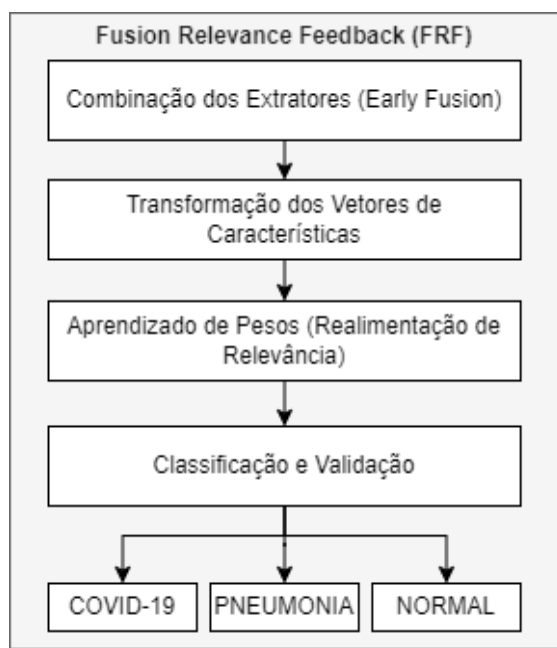 Fusion Relevance Feedback (FRF)
Combinação dos Extratores (Early Fusion)
Transformação dos Vetores de
Características
Aprendizado de Pesos (Realimentação de
Relevância)
Classificação e Validação
COVID-19
PNEUMONIA
NORMAL